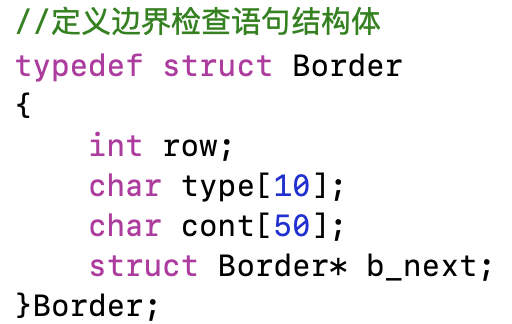 //定义边界检查语句结构体
typedef struct Border
{
    int row;
    char type[10];
    char cont[50];
    struct Border* b_next;
}Border;